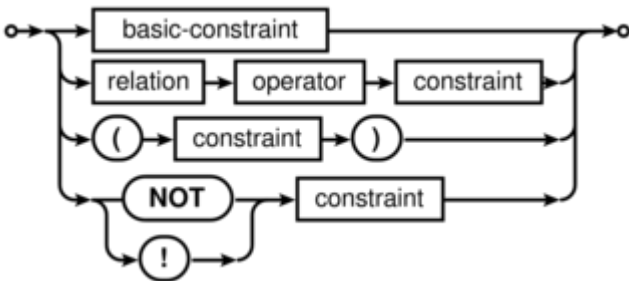 basic-constraint
relation operator constraint
( constraint )
NOT constraint
!